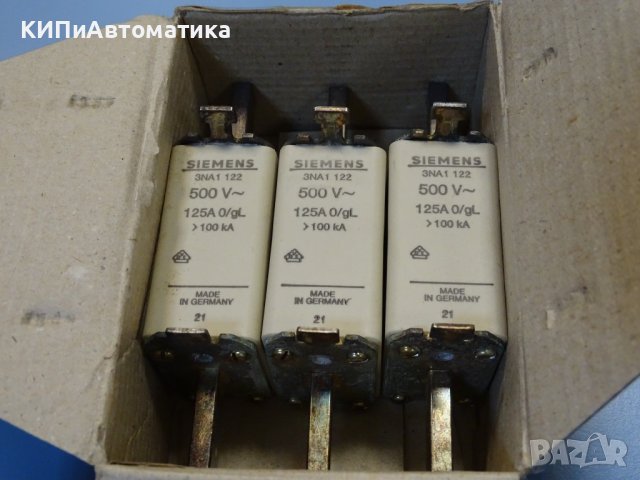 КИПиАвтоматика
SIEMENS
3NA1 122
500 V~
125A 0/gL
>100 kA
MADE
IN GERMANY
21
SIEMENS
3NA1 122
500 V~
125A 0/gL
>100 kA
MADE
IN GERMANY
21
SIEMENS
3NA1 122
500 V~
125A 0/gL
>100 kA
MADE
IN GERMANY
21
BAZAR